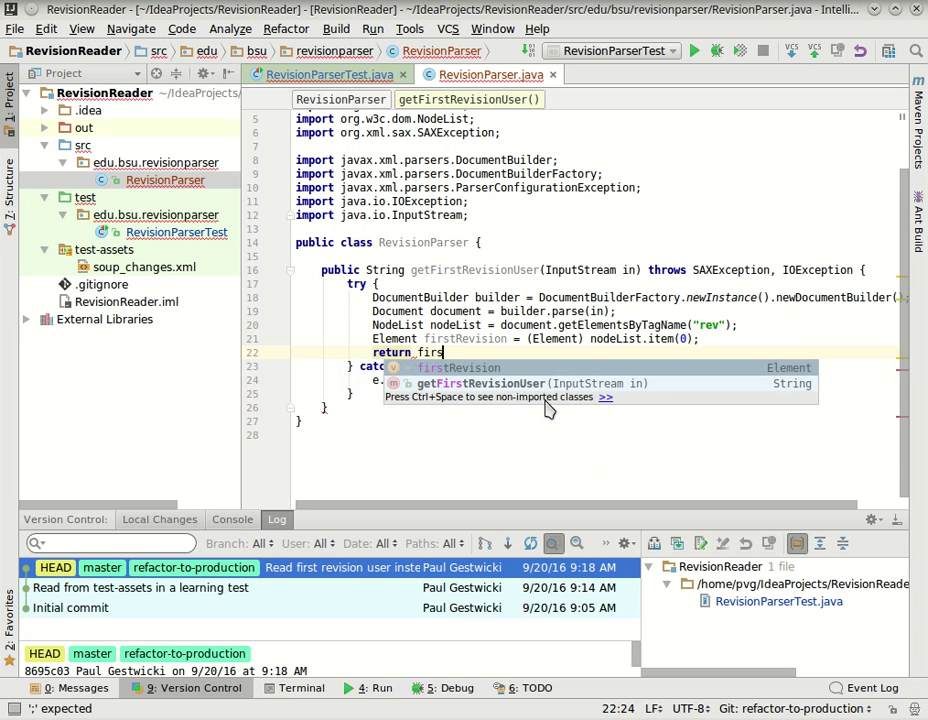 RevisionReader - [~/IdeaProjects/RevisionReader] - [RevisionReader] - ~/IdeaProjects/RevisionReader/src/edu/bsu/revisionparser/RevisionParser.java - Intelli...
File Edit View Navigate Code Analyze Refactor Build Run Tools VCS Window Help
RevisionReader src edu bsu revisionparser RevisionParser RevisionParserTest VCS VCS
Project RevisionParserTest.java RevisionParser.java
RevisionReader ~/IdeaProjects/
.idea
out
src
edu.bsu.revisionparser
RevisionParser
test
edu.bsu.revisionparser
RevisionParserTest
test-assets
soup_changes.xml
.gitignore
RevisionReader.iml
External Libraries
1: Project
7: Structure
2: Favorites
RevisionParser getFirstRevisionUser()
5 import org.w3c.dom.NodeList;
6 import org.xml.sax.SAXException;
7
8 import javax.xml.parsers.DocumentBuilder;
9 import javax.xml.parsers.DocumentBuilderFactory;
10 import javax.xml.parsers.ParserConfigurationException;
11 import java.io.IOException;
12 import java.io.InputStream;
13
14 public class RevisionParser {
15
16 public String getFirstRevisionUser(InputStream in) throws SAXException, IOException {
17 try {
18 DocumentBuilder builder = DocumentBuilderFactory.newInstance().newDocumentBuilder();
19 Document document = builder.parse(in);
20 NodeList nodeList = document.getElementsByTagName("rev");
21 Element firstRevision = (Element) nodeList.item(0);
22 return firs
23 } catc
firstRevision Element
24 e.
getFirstRevisionUser(InputStream in) String
Press Ctrl+Space to see non-imported classes >>
25 }
26 }
27 }
28
Maven Projects
Ant Build
Version Control: Local Changes Console Log
Branch: All User: All Date: All Paths: All
HEAD master refactor-to-production Read first revision user inste Paul Gestwicki 9/20/16 9:18 AM
Read from test-assets in a learning test Paul Gestwicki 9/20/16 9:14 AM
Initial commit Paul Gestwicki 9/20/16 9:05 AM
HEAD master refactor-to-production
8695c03 Paul Gestwicki on 9/20/16 at 9:18 AM
RevisionReader 1 file
/home/pvg/IdeaProjects/RevisionReade
RevisionParserTest.java
0: Messages 9: Version Control Terminal 4: Run 5: Debug 6: TODO Event Log
';' expected 22:24 LF UTF-8 Git: refactor-to-production